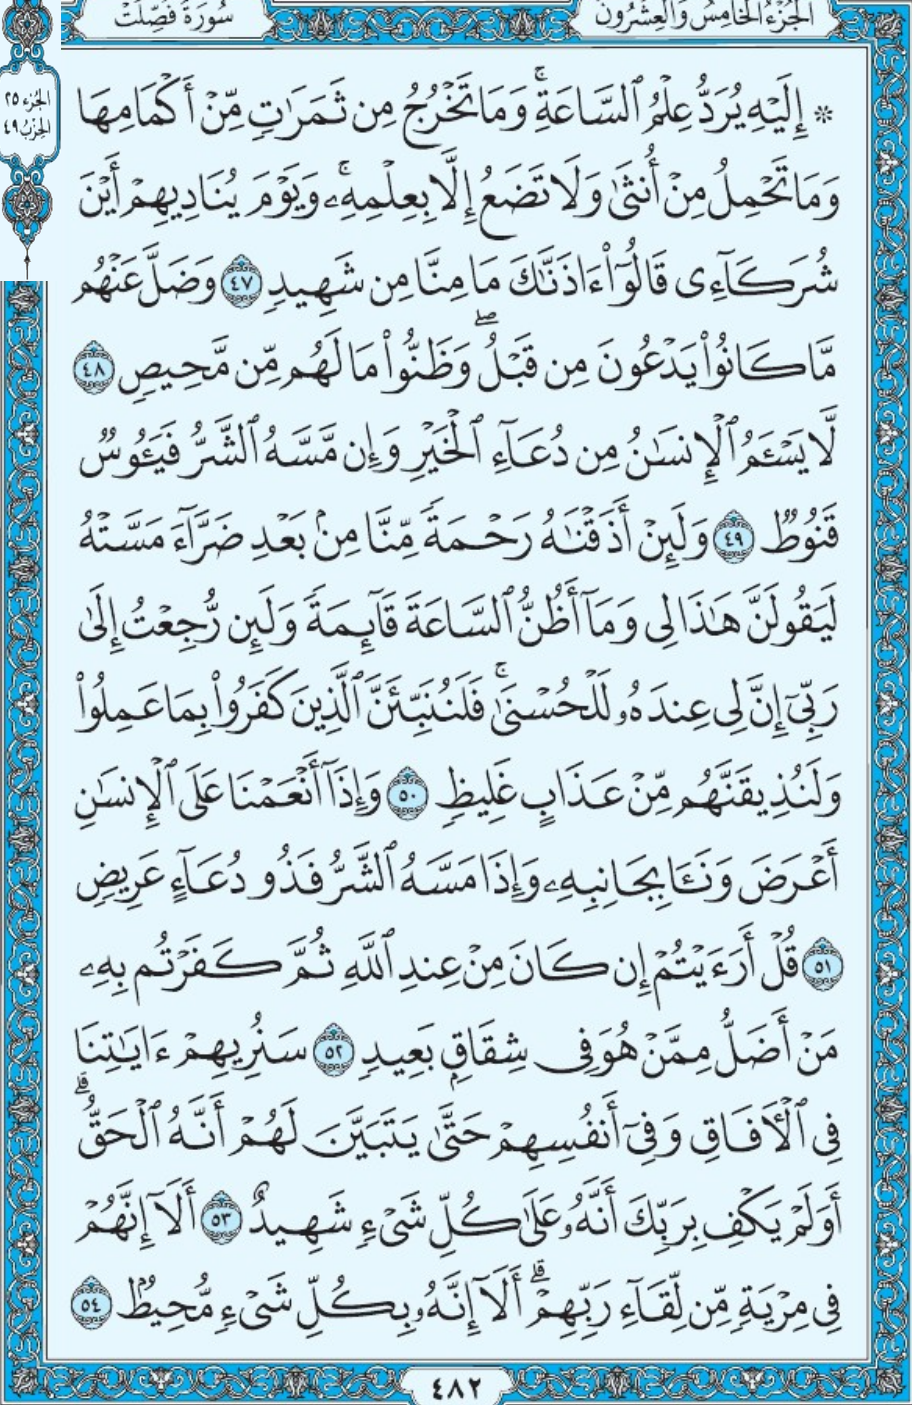 سُورَةُ فُصِّلَتْ
الجُزْءُ الخَامِسُ وَالعِشْرُونَ
الجُزء ٢٥
الحِزْبُ ٤٩
۞ إِلَيْهِ يُرَدُّ عِلْمُ ٱلسَّاعَةِۚ وَمَا تَخْرُجُ مِن ثَمَرَٰتٖ مِّنْ أَكْمَامِهَا
وَمَا تَحْمِلُ مِنْ أُنثَىٰ وَلَا تَضَعُ إِلَّا بِعِلْمِهِۦۚ وَيَوْمَ يُنَادِيهِمْ أَيْنَ
شُرَكَآءِى قَالُوٓا۟ ءَاذَنَّٰكَ مَا مِنَّا مِن شَهِيدٖ ٤٧ وَضَلَّ عَنْهُم
مَّا كَانُوا۟ يَدْعُونَ مِن قَبْلُۖ وَظَنُّوا۟ مَا لَهُم مِّن مَّحِيصٖ ٤٨
لَّا يَسْـَٔمُ ٱلْإِنسَٰنُ مِن دُعَآءِ ٱلْخَيْرِ وَإِن مَّسَّهُ ٱلشَّرُّ فَيَـُٔوسٞ
قَنُوطٞ ٤٩ وَلَئِنْ أَذَقْنَٰهُ رَحْمَةٗ مِّنَّا مِنۢ بَعْدِ ضَرَّآءَ مَسَّتْهُ
لَيَقُولَنَّ هَٰذَا لِى وَمَآ أَظُنُّ ٱلسَّاعَةَ قَآئِمَةٗ وَلَئِن رُّجِعْتُ إِلَىٰ
رَبِّىٓ إِنَّ لِى عِندَهُۥ لَلْحُسْنَىٰۚ فَلَنُنَبِّئَنَّ ٱلَّذِينَ كَفَرُوا۟ بِمَا عَمِلُوا۟
وَلَنُذِيقَنَّهُم مِّنْ عَذَابٍ غَلِيظٖ ٥٠ وَإِذَآ أَنْعَمْنَا عَلَى ٱلْإِنسَٰنِ
أَعْرَضَ وَنَـَٔا بِجَانِبِهِۦ وَإِذَا مَسَّهُ ٱلشَّرُّ فَذُو دُعَآءٍ عَرِيضٖ
٥١ قُلْ أَرَءَيْتُمْ إِن كَانَ مِنْ عِندِ ٱللَّهِ ثُمَّ كَفَرْتُم بِهِۦ
مَنْ أَضَلُّ مِمَّنْ هُوَ فِى شِقَاقٍۭ بَعِيدٖ ٥٢ سَنُرِيهِمْ ءَايَٰتِنَا
فِى ٱلْـَٔافَاقِ وَفِىٓ أَنفُسِهِمْ حَتَّىٰ يَتَبَيَّنَ لَهُمْ أَنَّهُ ٱلْحَقُّۗ
أَوَلَمْ يَكْفِ بِرَبِّكَ أَنَّهُۥ عَلَىٰ كُلِّ شَىْءٖ شَهِيدٌ ٥٣ أَلَآ إِنَّهُمْ
فِى مِرْيَةٖ مِّن لِّقَآءِ رَبِّهِمْۗ أَلَآ إِنَّهُۥ بِكُلِّ شَىْءٖ مُّحِيطُۢ ٥٤
٤٨٢